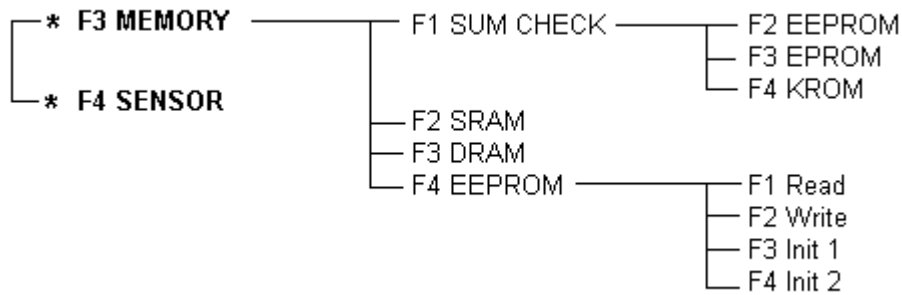 * F3 MEMORY F1 SUM CHECK F2 EEPROM
F3 EPROM
F4 KROM
* F4 SENSOR
F2 SRAM
F3 DRAM
F4 EEPROM F1 Read
F2 Write
F3 Init 1
F4 Init 2